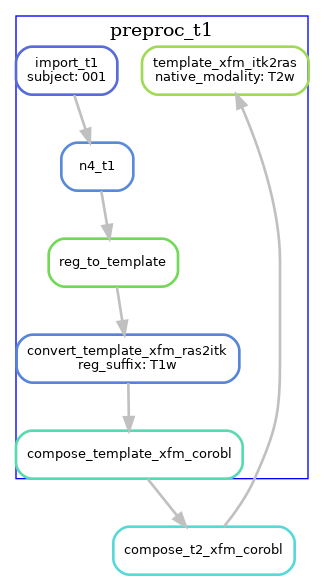 preproc_t1
import_t1
subject: 001
template_xfm_itk2ras
native_modality: T2w
n4_t1
reg_to_template
convert_template_xfm_ras2itk
reg_suffix: T1w
compose_template_xfm_corobl
compose_t2_xfm_corobl